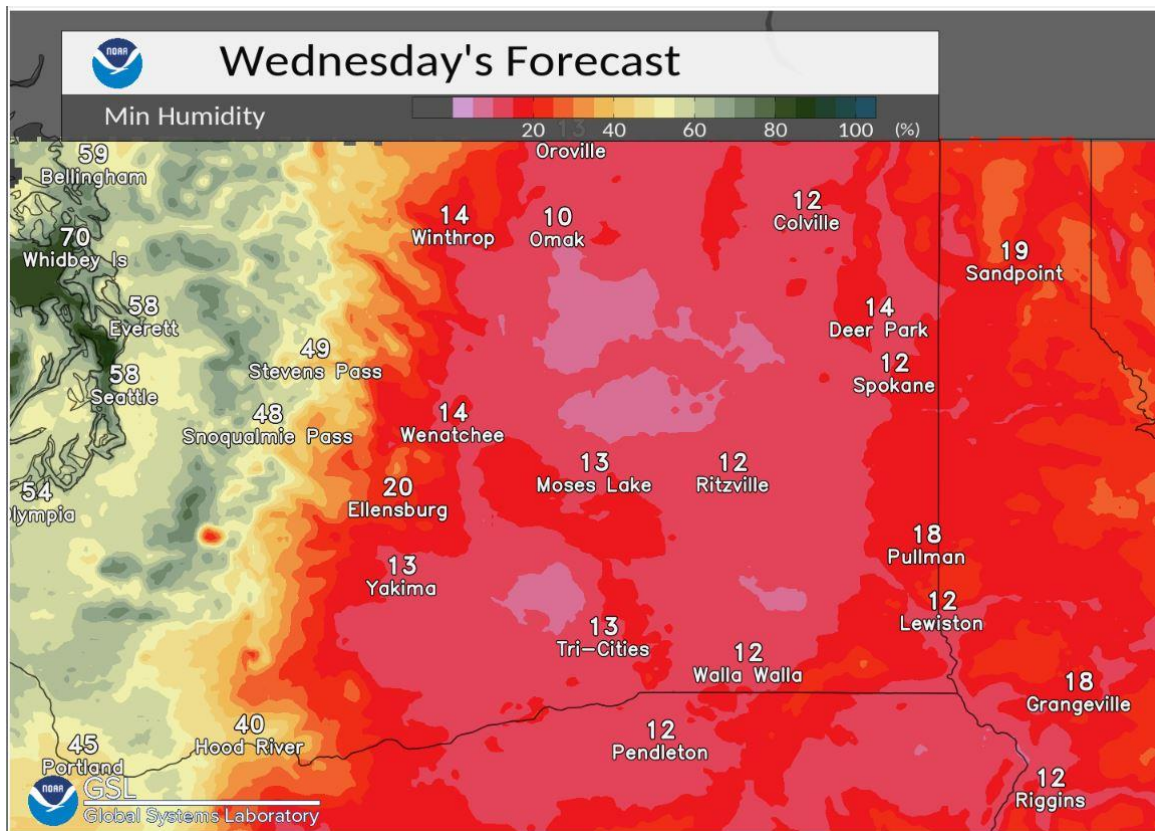 NOAA
Wednesday's Forecast
Min Humidity
20 13 40 60 80 100 (%)
Oroville
59
Bellingham
14
Winthrop
10
Omak
12
Colville
70
Whidbey Is
19
Sandpoint
58
Everett
14
Deer Park
49
Stevens Pass
12
Spokane
58
Seattle
48
Snoqualmie Pass
14
Wenatchee
13
Moses Lake
12
Ritzville
20
Ellensburg
54
lympia
18
Pullman
13
Yakima
12
Lewiston
13
Tri-Cities
12
Walla Walla
18
Grangeville
40
Hood River
12
Pendleton
45
Portland
12
Riggins
NOAA
GSL
Global Systems Laboratory